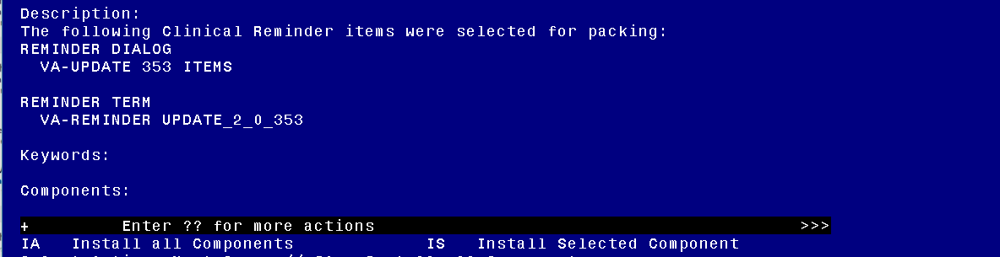 Description:
The following Clinical Reminder items were selected for packing:
REMINDER DIALOG
VA-UPDATE 353 ITEMS
REMINDER TERM
VA-REMINDER UPDATE_2_0_353
Keywords:
Components:
+ Enter ?? for more actions >>>
IA Install all Components IS Install Selected Component